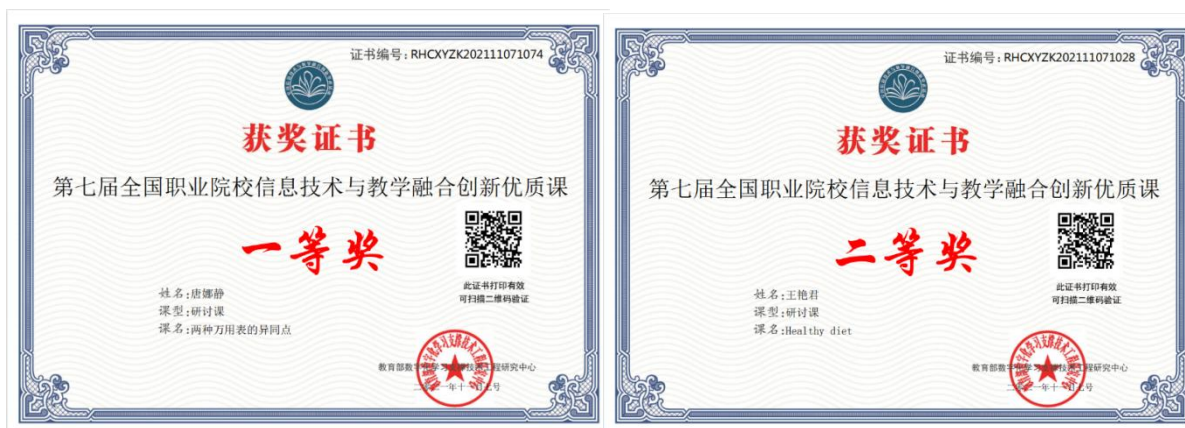 证书编号：RHCXYZK202111071074
获奖证书
第七届全国职业院校信息技术与教学融合创新优质课
一等奖
此证书打印有效
可扫描二维码验证
姓名：唐娜静
课型：研讨课
课名：两种万用表的异同点
教育部数字化学习支撑技术工程研究中心
证书编号：RHCXYZK202111071028
获奖证书
第七届全国职业院校信息技术与教学融合创新优质课
二等奖
此证书打印有效
可扫描二维码验证
姓名：王艳君
课型：研讨课
课名：Healthy diet
教育部数字化学习支撑技术工程研究中心